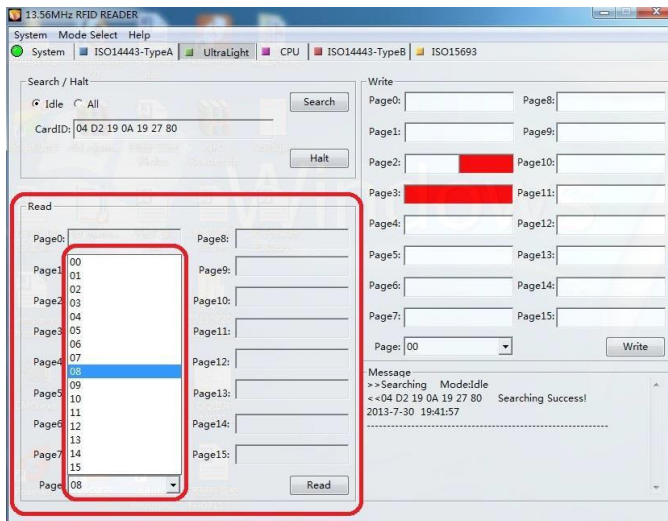 13.56MHz RFID READER
System Mode Select Help
System ISO14443-TypeA UltraLight CPU ISO14443-TypeB ISO15693
Search / Halt
Idle All Search
CardID: 04 D2 19 0A 19 27 80
Halt
Read
Page0: Page8:
Page1 Page9:
Page2 Page10:
Page3 Page11:
Page4 Page12:
Page5 Page13:
Page6 Page14:
Page7 Page15:
00
01
02
03
04
05
06
07
08
09
10
11
12
13
14
15
Page 08 Read
Write
Page0: Page8:
Page1: Page9:
Page2: Page10:
Page3: Page11:
Page4: Page12:
Page5: Page13:
Page6: Page14:
Page7: Page15:
Page: 00 Write
Message
>>Searching Mode:Idle
<<04 D2 19 0A 19 27 80 Searching Success!
2013-7-30 19:41:57
Windows